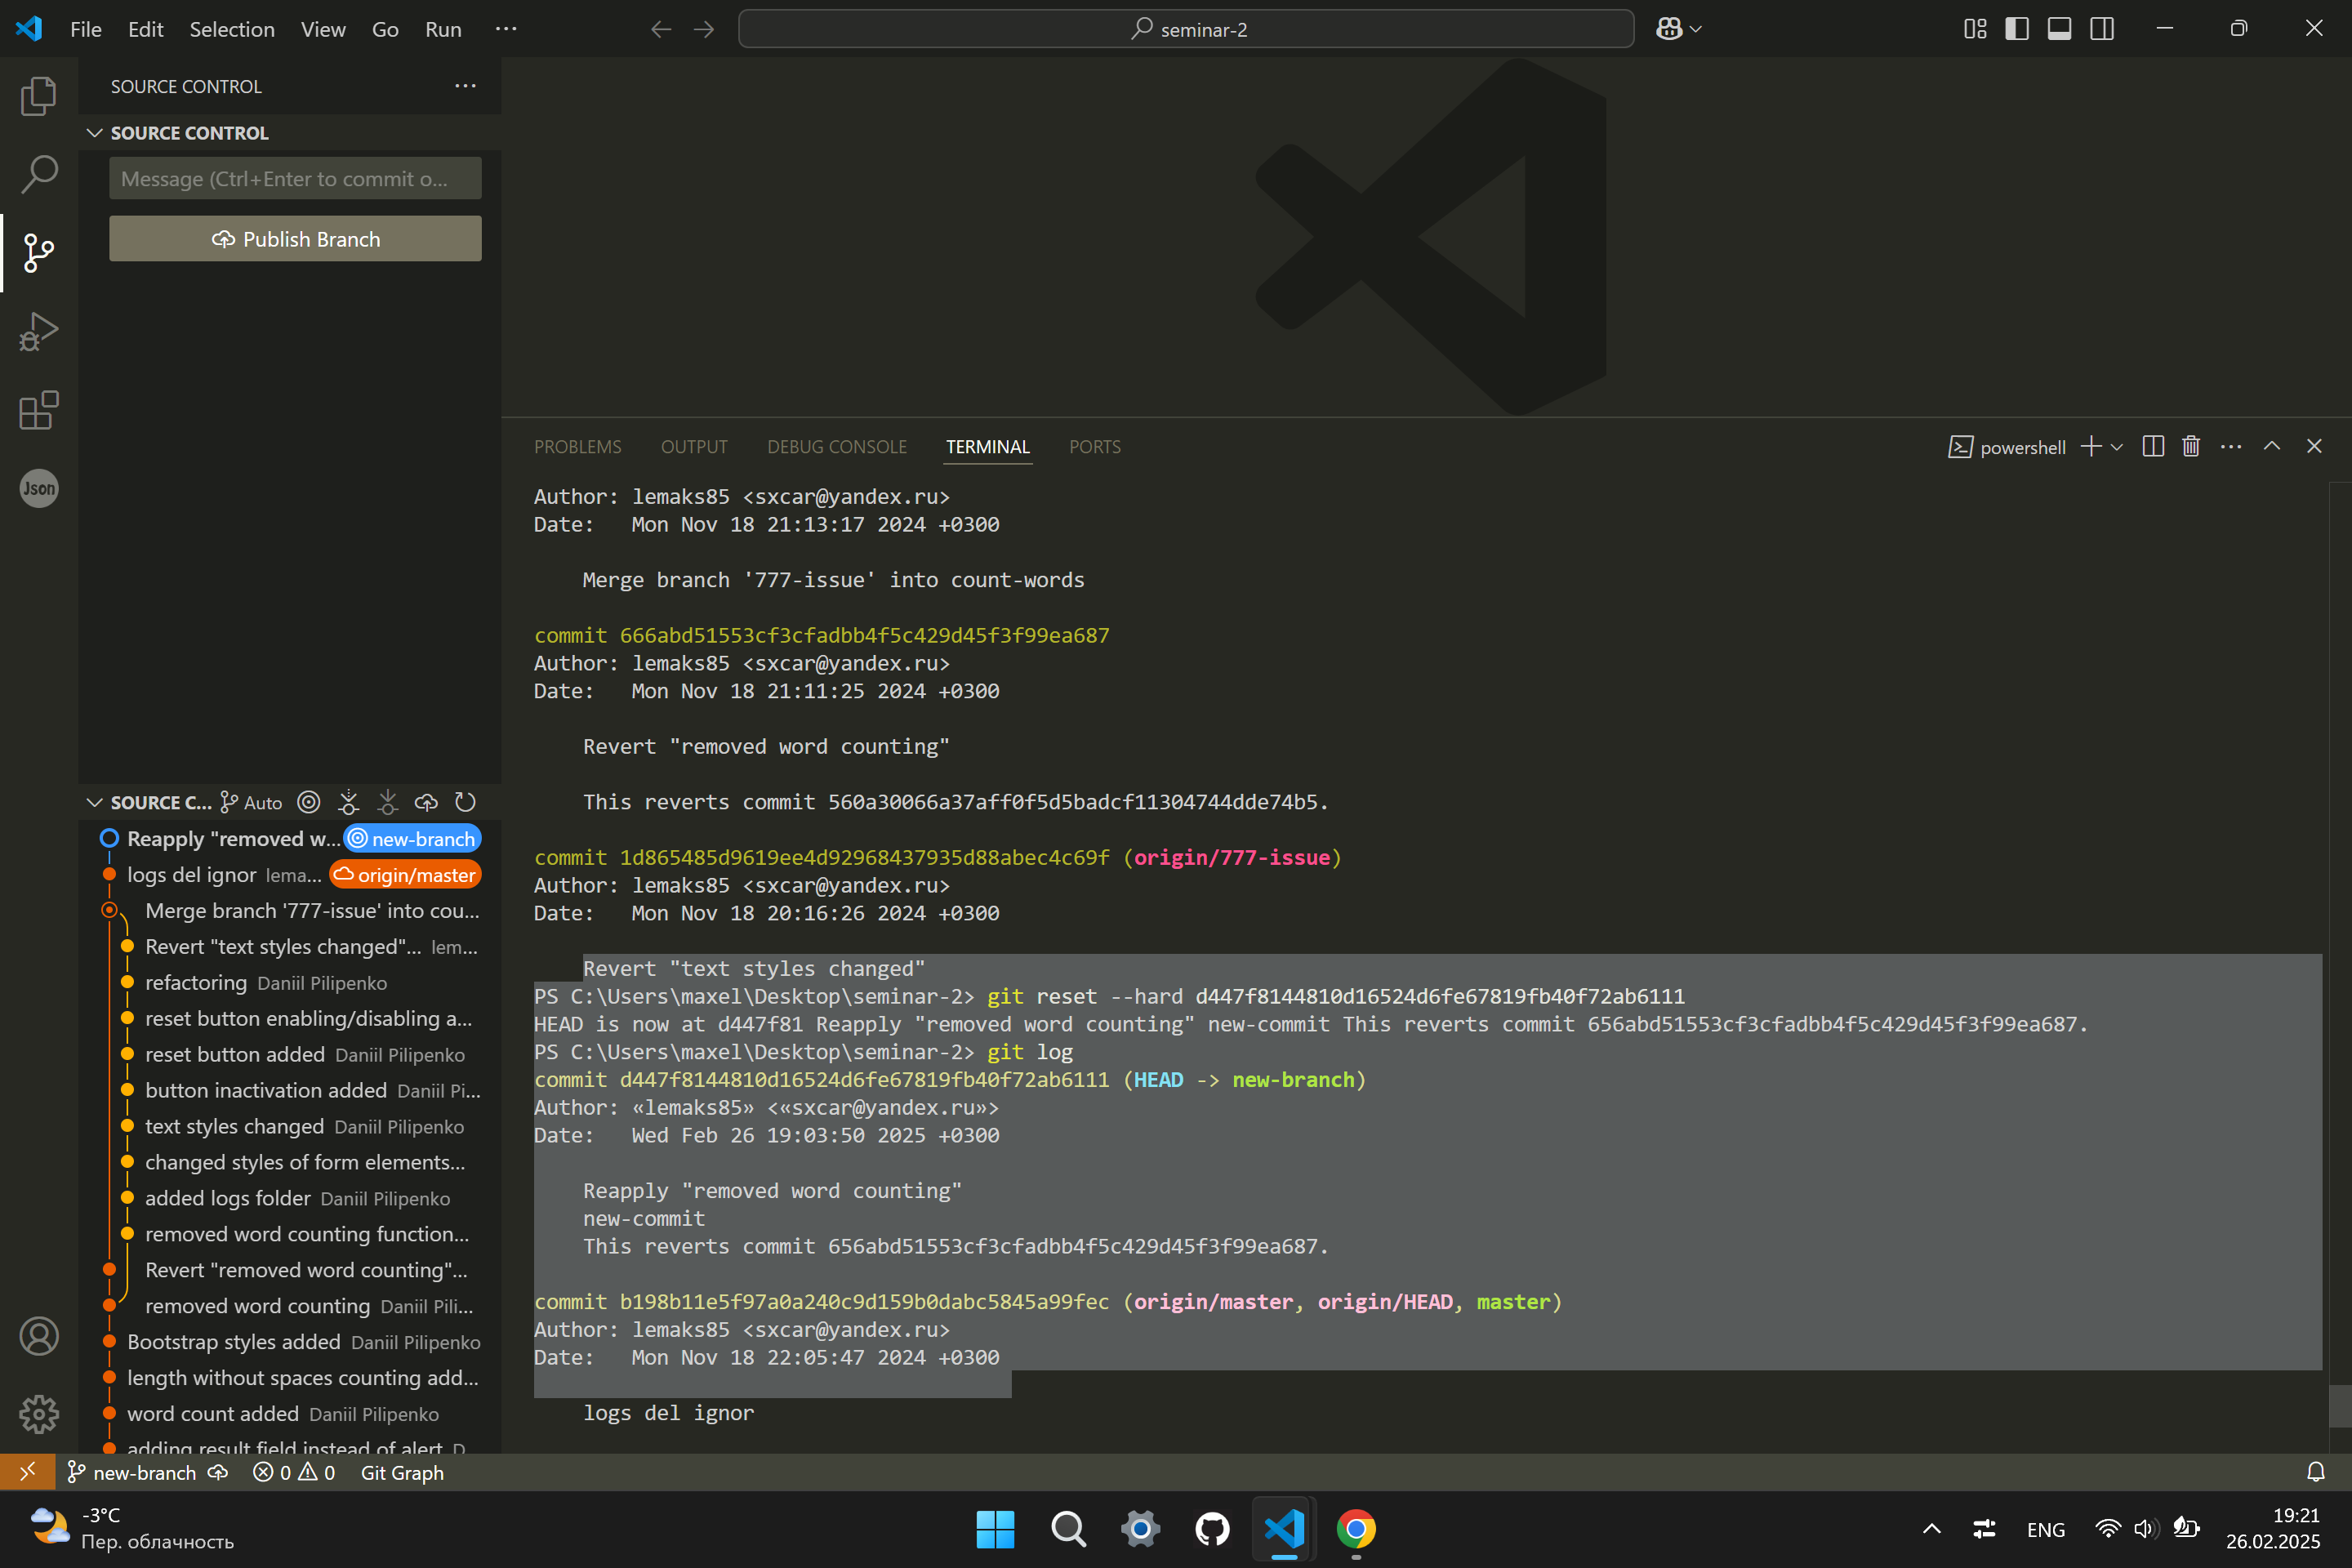 File Edit Selection View Go Run ···
seminar-2
SOURCE CONTROL ···
SOURCE CONTROL
Message (Ctrl+Enter to commit o...
Publish Branch
SOURCE C... Auto
Reapply "removed w... new-branch
logs del ignor lema... origin/master
Merge branch '777-issue' into cou...
Revert "text styles changed"... lem...
refactoring Daniil Pilipenko
reset button enabling/disabling a...
reset button added Daniil Pilipenko
button inactivation added Daniil Pi...
text styles changed Daniil Pilipenko
changed styles of form elements...
added logs folder Daniil Pilipenko
removed word counting function...
Revert "removed word counting"...
removed word counting Daniil Pili...
Bootstrap styles added Daniil Pilipenko
length without spaces counting add...
word count added Daniil Pilipenko
adding result field instead of alert D
Json
PROBLEMS OUTPUT DEBUG CONSOLE TERMINAL PORTS
powershell
Author: lemaks85 <sxcar@yandex.ru>
Date:   Mon Nov 18 21:13:17 2024 +0300
Merge branch '777-issue' into count-words
commit 666abd51553cf3cfadbb4f5c429d45f3f99ea687
Author: lemaks85 <sxcar@yandex.ru>
Date:   Mon Nov 18 21:11:25 2024 +0300
Revert "removed word counting"
This reverts commit 560a30066a37aff0f5d5badcf11304744dde74b5.
commit 1d865485d9619ee4d92968437935d88abec4c69f (origin/777-issue)
Author: lemaks85 <sxcar@yandex.ru>
Date:   Mon Nov 18 20:16:26 2024 +0300
Revert "text styles changed"
PS C:\Users\maxel\Desktop\seminar-2> git reset --hard d447f8144810d16524d6fe67819fb40f72ab6111
HEAD is now at d447f81 Reapply "removed word counting" new-commit This reverts commit 656abd51553cf3cfadbb4f5c429d45f3f99ea687.
PS C:\Users\maxel\Desktop\seminar-2> git log
commit d447f8144810d16524d6fe67819fb40f72ab6111 (HEAD -> new-branch)
Author: «lemaks85» <«sxcar@yandex.ru»>
Date:   Wed Feb 26 19:03:50 2025 +0300
Reapply "removed word counting"
new-commit
This reverts commit 656abd51553cf3cfadbb4f5c429d45f3f99ea687.
commit b198b11e5f97a0a240c9d159b0dabc5845a99fec (origin/master, origin/HEAD, master)
Author: lemaks85 <sxcar@yandex.ru>
Date:   Mon Nov 18 22:05:47 2024 +0300
logs del ignor
new-branch 0 0 Git Graph
-3°C
Пер. облачность
ENG
19:21
26.02.2025